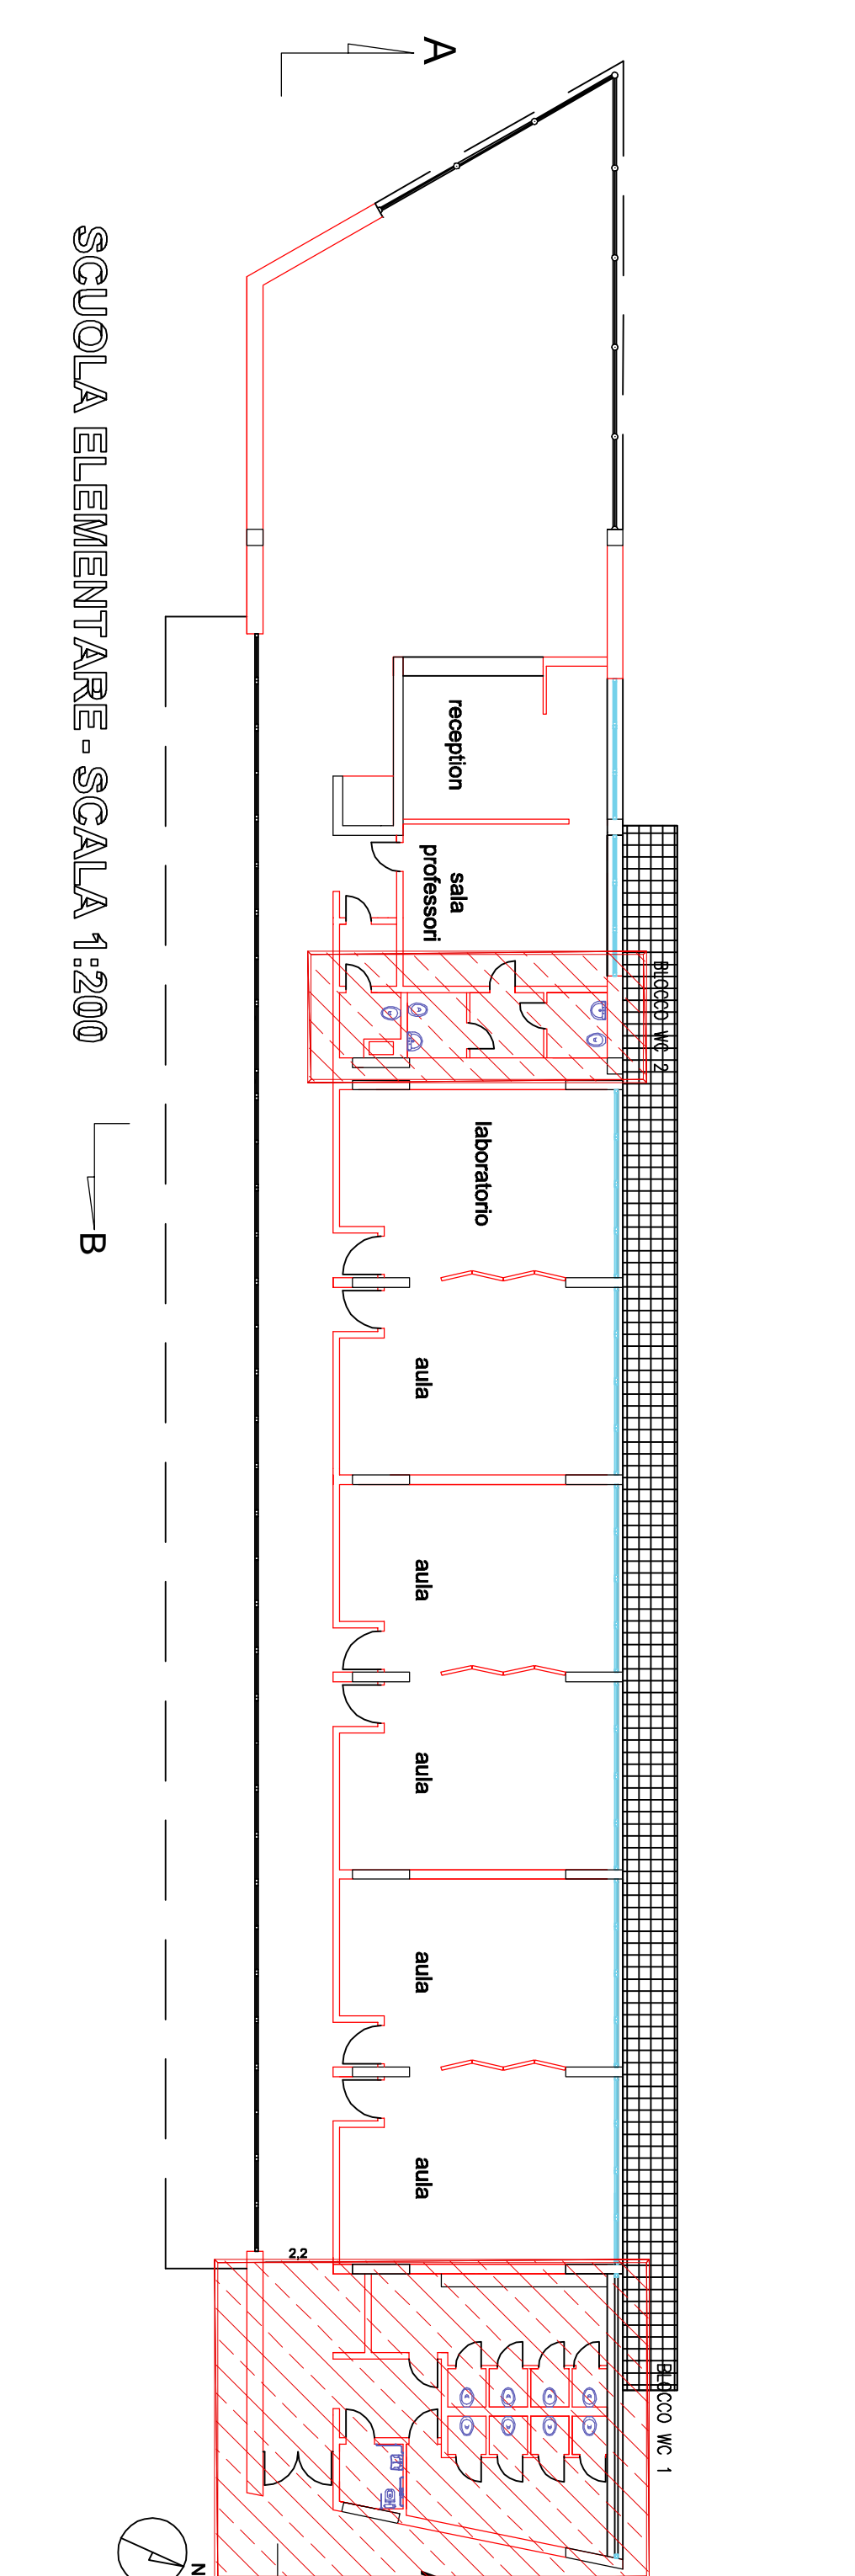 A
SCUOLA ELEMENTARE - SCALA 1:200
reception
sala
professori
BLOCCO WC 2
laboratorio
B
aula
aula
aula
aula
aula
2,2
BLOCCO WC 1
N